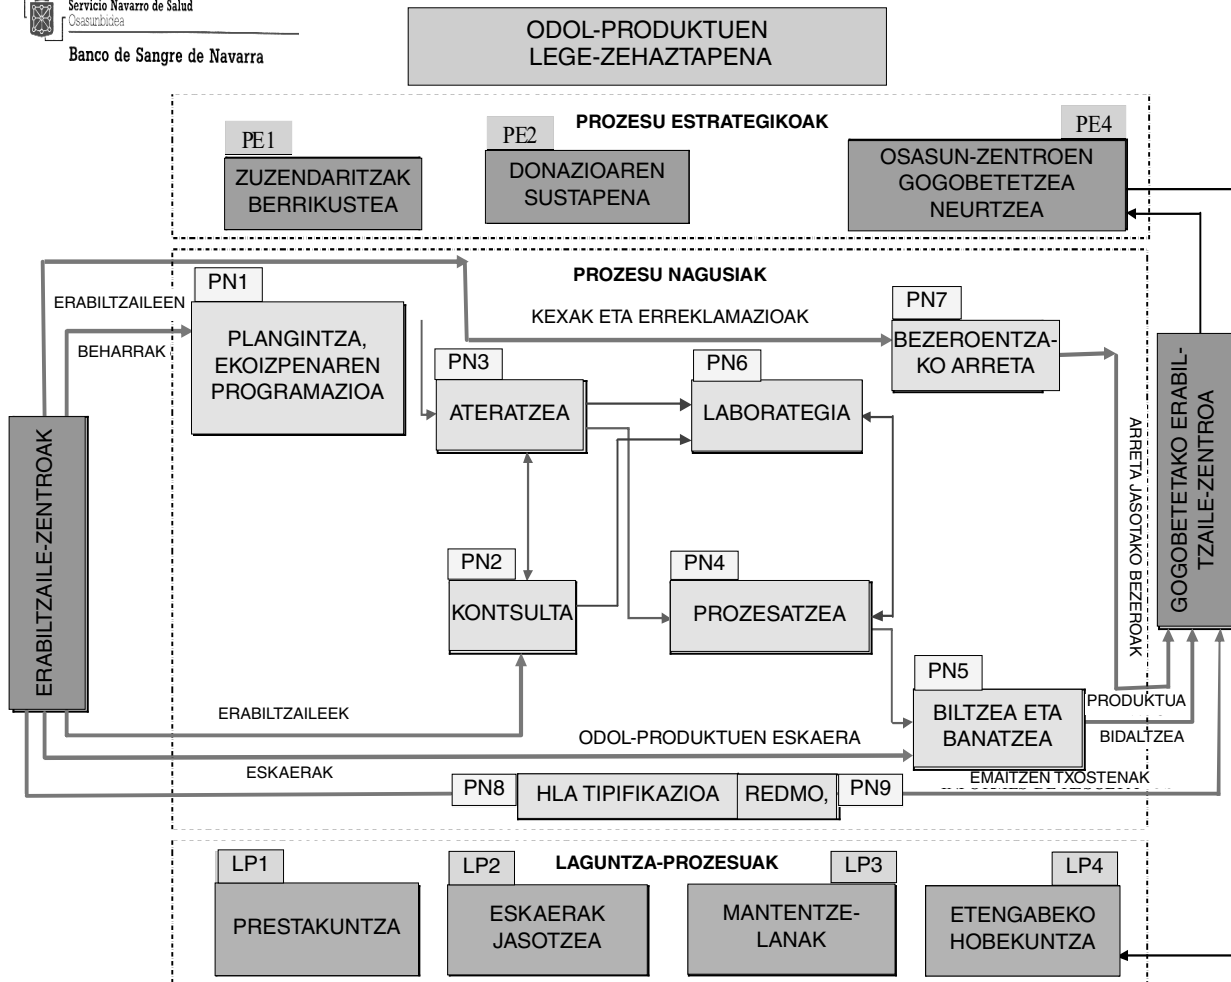 Servicio Navarro de Salud
Osasunbidea
Banco de Sangre de Navarra
ODOL-PRODUKTUEN
LEGE-ZEHAZTAPENA
PROZESU ESTRATEGIKOAK
PE1
ZUZENDARITZAK
BERRIKUSTEA
PE2
DONAZIOAREN
SUSTAPENA
PE4
OSASUN-ZENTROEN
GOGOBETETZEA
NEURTZEA
PROZESU NAGUSIAK
ERABILTZAILEEN
BEHARRAK
PN1
PLANGINTZA,
EKOIZPENAREN
PROGRAMAZIOA
KEXAK ETA ERREKLAMAZIOAK
PN7
BEZEROENTZA-
KO ARRETA
PN3
ATERATZEA
PN6
LABORATEGIA
ERABILTZAILE-ZENTROAK
ARRETA JASOTAKO BEZEROAK
GOGOBETETAKO ERABIL-
TZAILE-ZENTROA
PN2
KONTSULTA
PN4
PROZESATZEA
PN5
BILTZEA ETA
BANATZEA
PRODUKTUA
BIDALTZEA
ERABILTZAILEEK
ODOL-PRODUKTUEN ESKAERA
ESKAERAK
EMAITZEN TXOSTENAK
PN8
HLA TIPIFIKAZIOA
REDMO,
PN9
LAGUNTZA-PROZESUAK
LP1
PRESTAKUNTZA
LP2
ESKAERAK
JASOTZEA
LP3
MANTENTZE-
LANAK
LP4
ETENGABEKO
HOBEKUNTZA